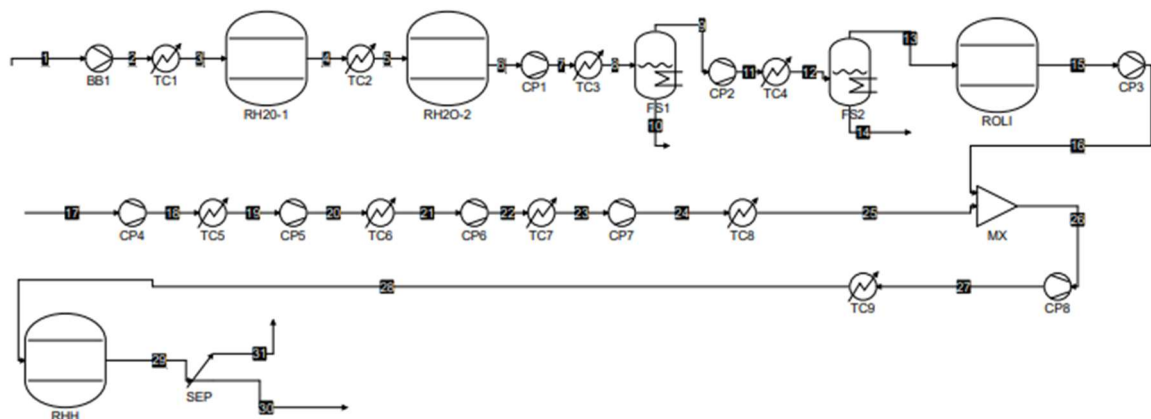 1 BB1 2 TC1 3 RH20-1 4 TC2 5 RH2O-2 6 CP1 7 TC3 8 FS1 9 10 CP2 11 TC4 12 FS2 13 14 ROLI 15 CP3
16
17 CP4 18 TC5 19 CP5 20 TC6 21 CP6 22 TC7 23 CP7 24 TC8 25 MX 26
28 TC9 27 CP8
RHH 29 SEP 31
30